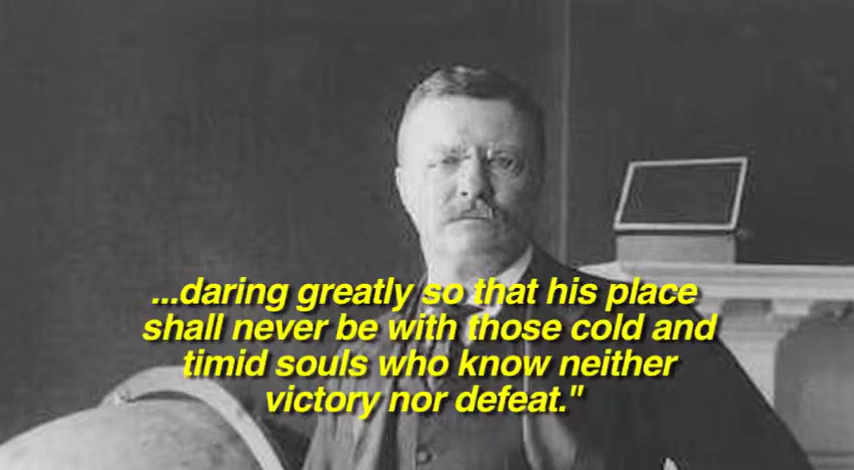 ...daring greatly so that his place
shall never be with those cold and
timid souls who know neither
victory nor defeat."